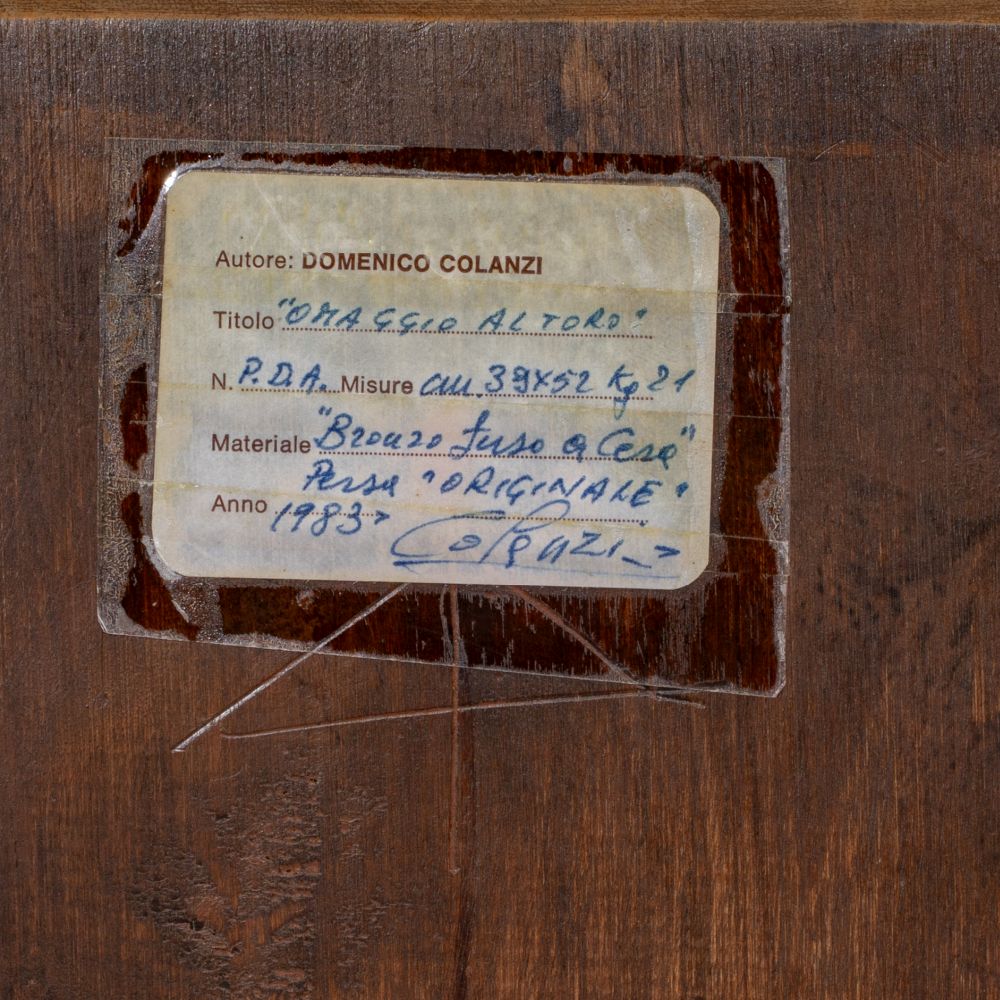 Autore: DOMENICO COLANZI
Titolo "OMAGGIO AL TORO"
N. P.D.A. Misure cm. 39x52 Kg 21
Materiale "Bronzo fuso a Cera"
Persa "ORIGINALE"
Anno 1983
Colanzi